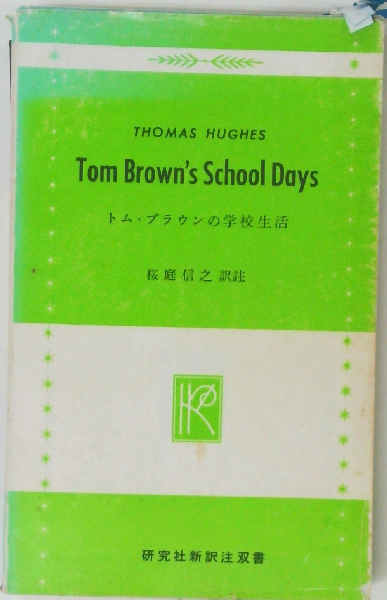 THOMAS HUGHES
Tom Brown's School Days
トム・ブラウンの学校生活
桜庭信之 訳註
研究社新訳注双書